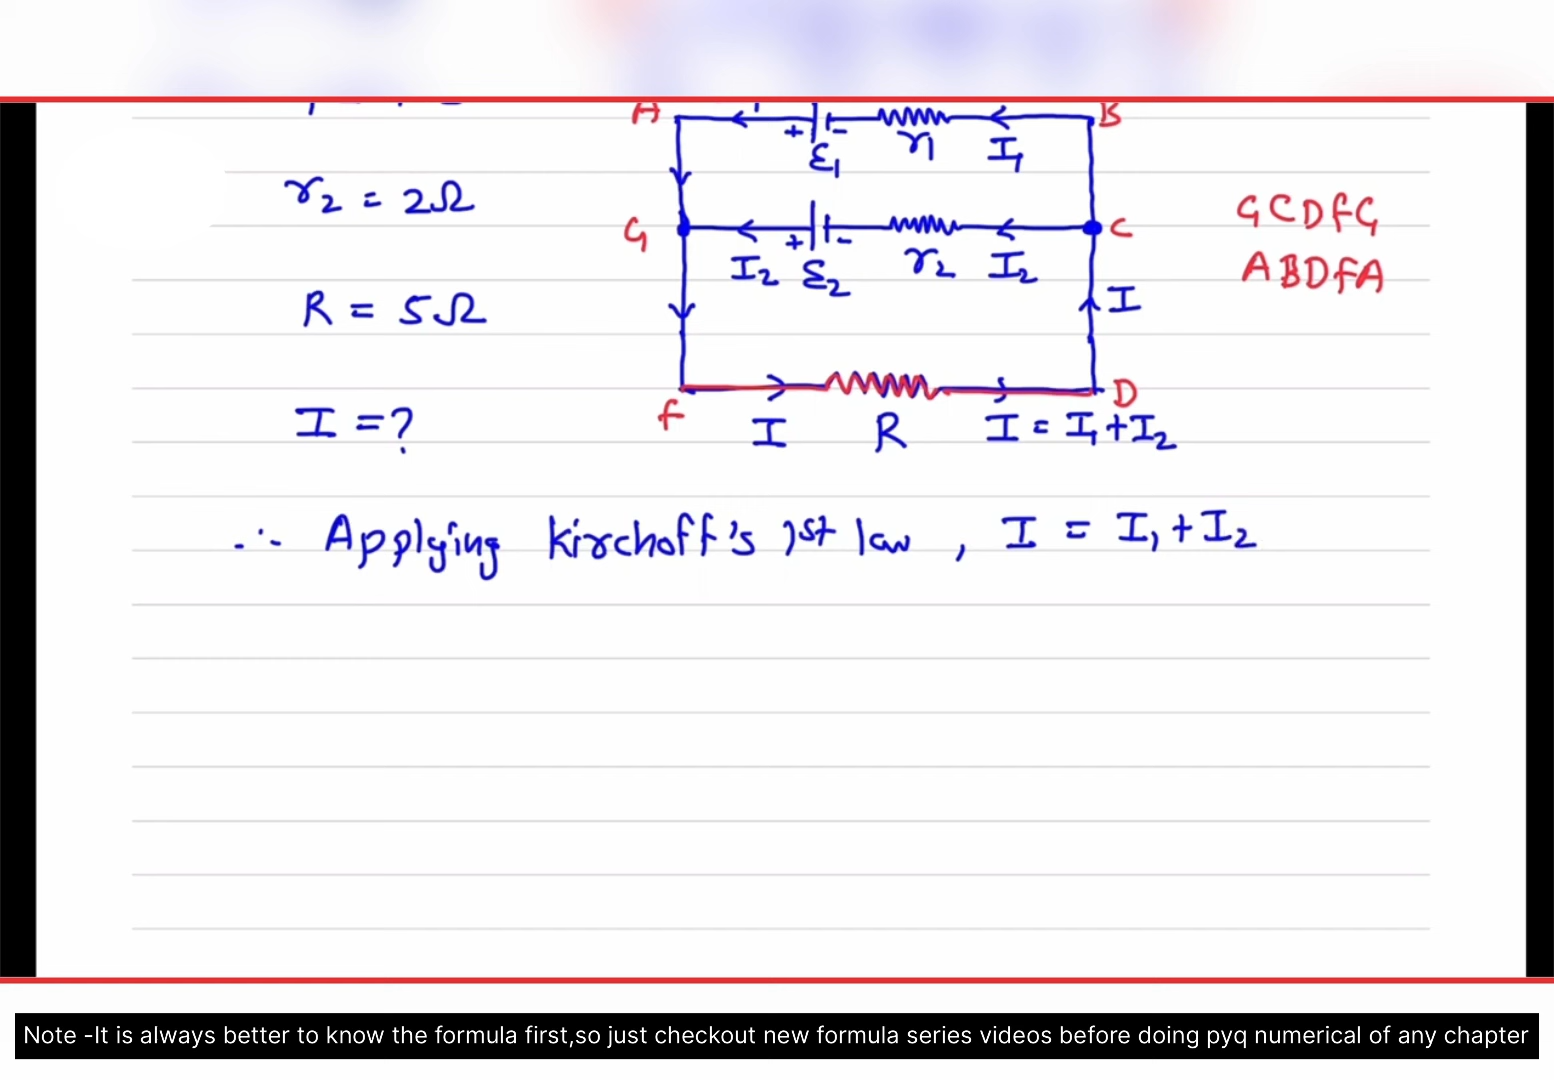 A B
+ - ε1 r1 I1
r2 = 2Ω
G + - C
I2 ε2 r2 I2
GCDFG
ABDFA
R = 5Ω
I
F D
I R I = I1+I2
I = ?
∴ Applying Kirchoff's 1st law , I = I1 + I2
Note -It is always better to know the formula first,so just checkout new formula series videos before doing pyq numerical of any chapter